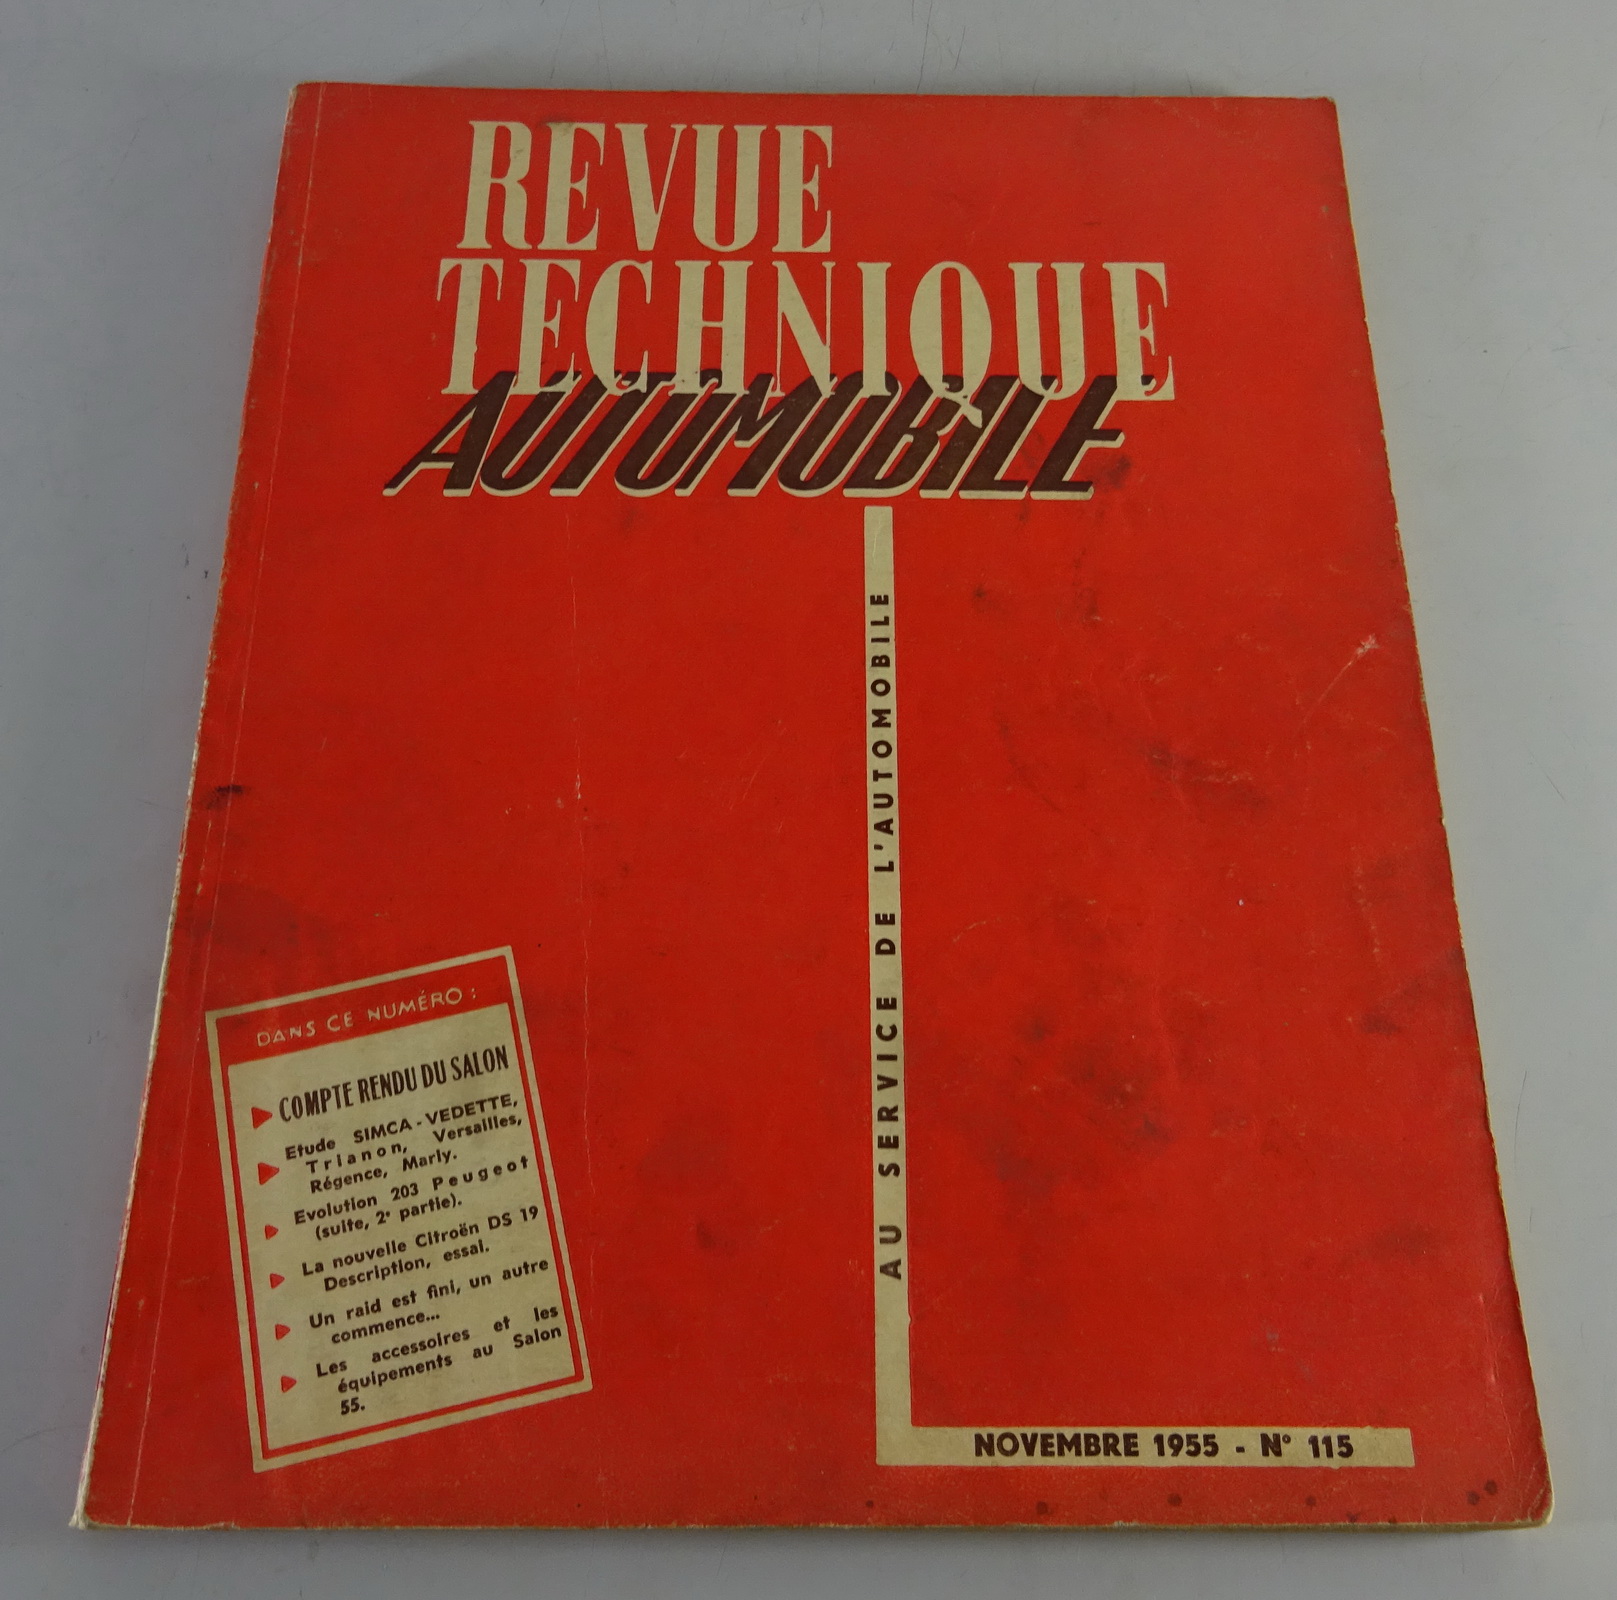 REVUE
TECHNIQUE
AUTOMOBILE
AU SERVICE DE L'AUTOMOBILE
DANS CE NUMÉRO :
COMPTE RENDU DU SALON
Etude SIMCA - VEDETTE,
Trianon, Versailles,
Régence, Marly.
Evolution 203 Peugeot
(suite, 2e partie).
La nouvelle Citroën DS 19
Description, essai.
Un raid est fini, un autre
commence...
Les accessoires et les
équipements au Salon
55.
NOVEMBRE 1955 - N° 115